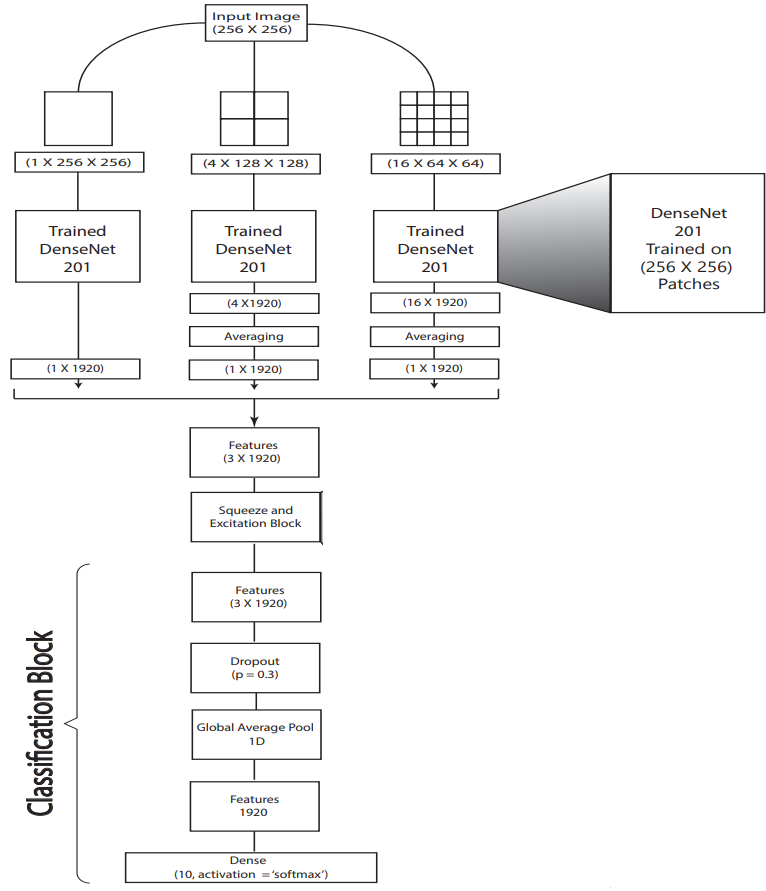 Input Image
(256 X 256)
(1 X 256 X 256)
(4 X 128 X 128)
(16 X 64 X 64)
Trained
DenseNet
201
Trained
DenseNet
201
Trained
DenseNet
201
DenseNet
201
Trained on
(256 X 256)
Patches
(4 X1920)
(16 X 1920)
Averaging
Averaging
(1 X 1920)
(1 X 1920)
(1 X 1920)
Features
(3 X 1920)
Squeeze and
Excitation Block
Classification Block
Features
(3 X 1920)
Dropout
(p = 0.3)
Global Average Pool
1D
Features
1920
Dense
(10, activation ='softmax')